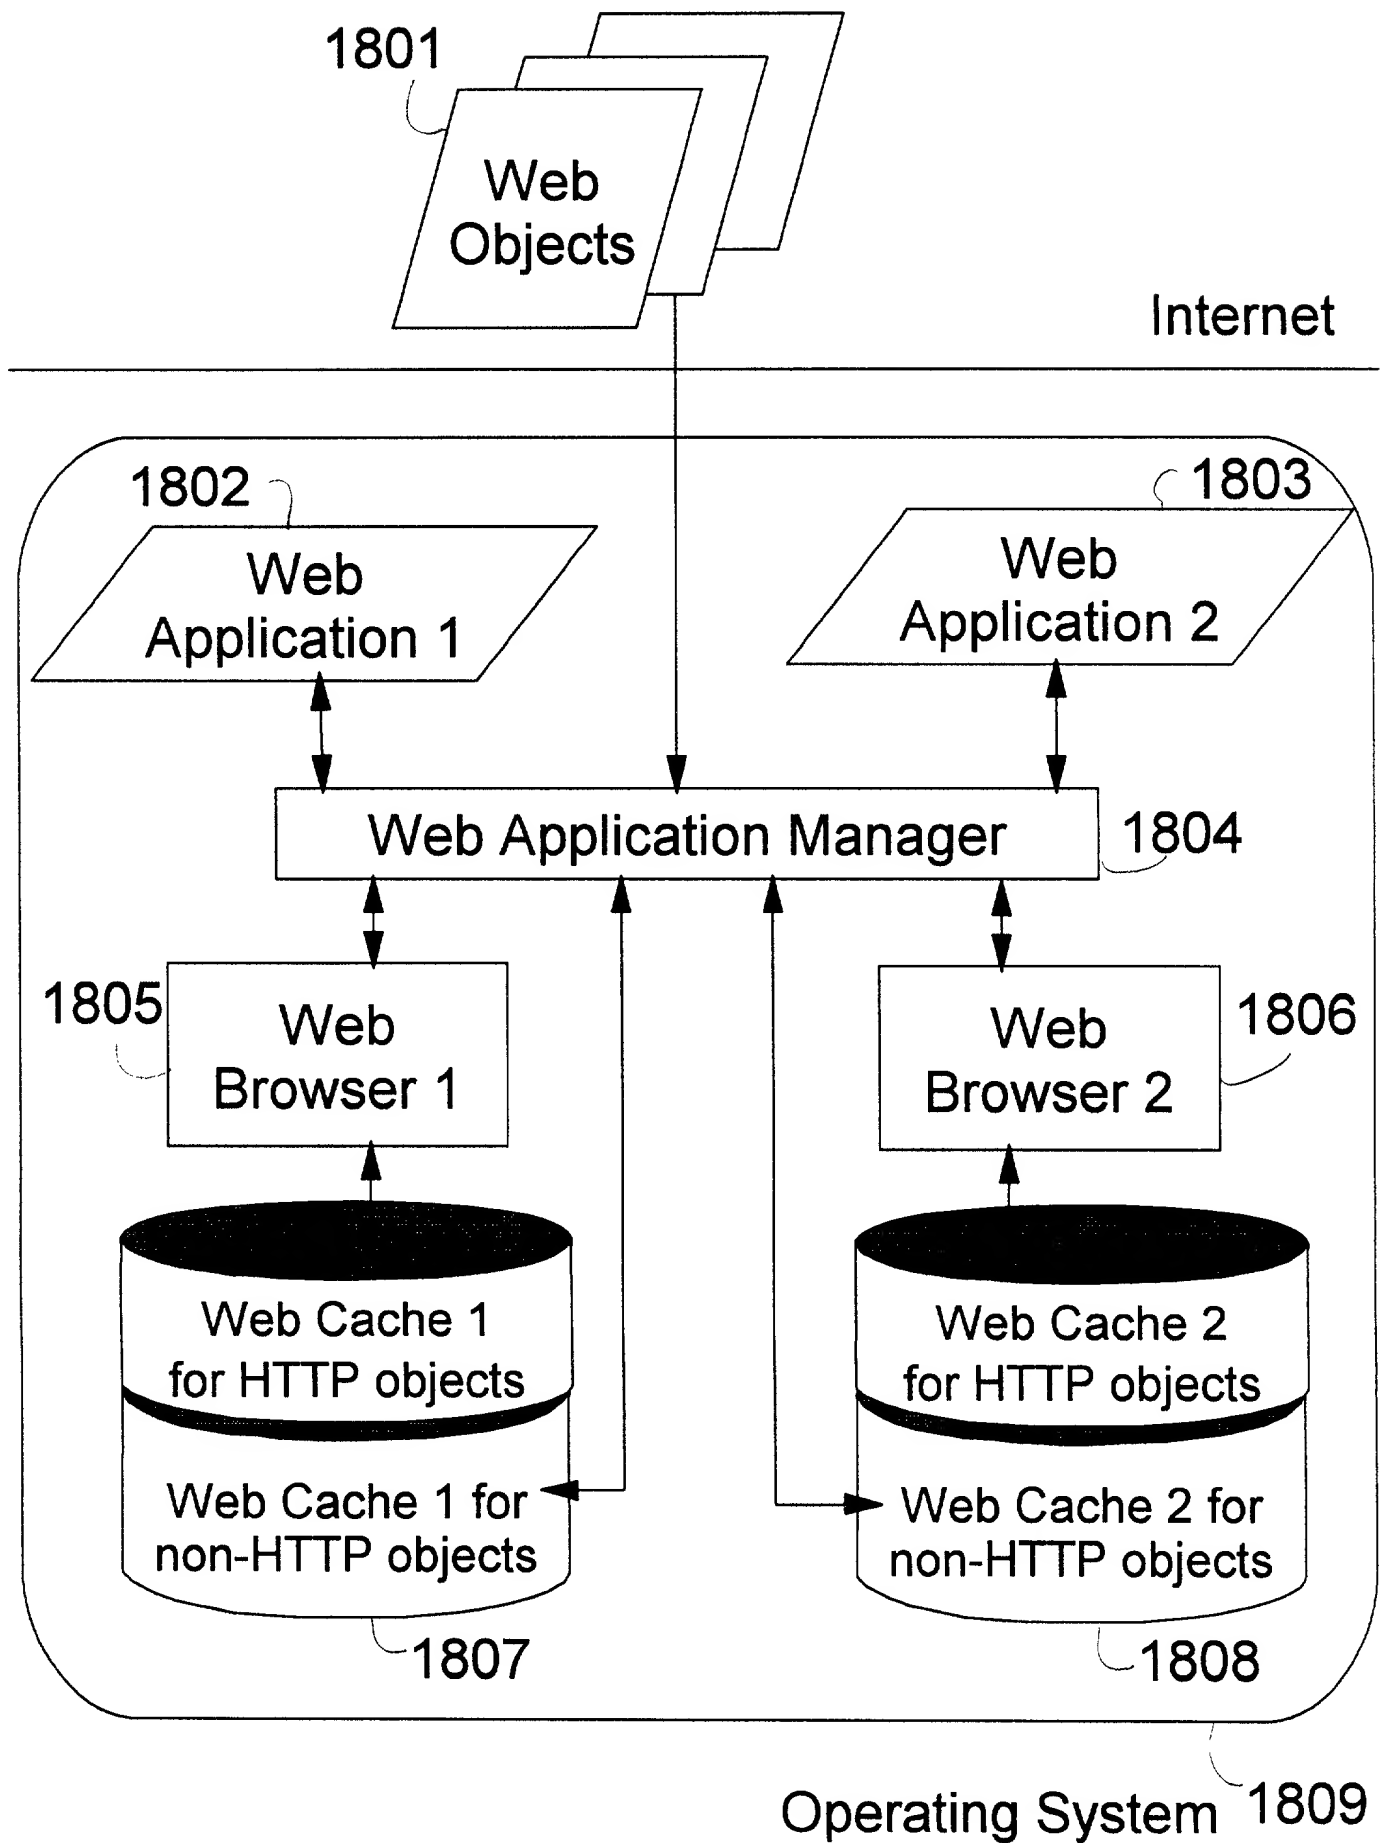 1801
Web
Objects
Internet
1802
1803
Web
Application 1
Web
Application 2
Web Application Manager
1804
1805
Web
Browser 1
Web
Browser 2
1806
Web Cache 1
for HTTP objects
Web Cache 2
for HTTP objects
Web Cache 1 for
non-HTTP objects
Web Cache 2 for
non-HTTP objects
1807
1808
Operating System
1809